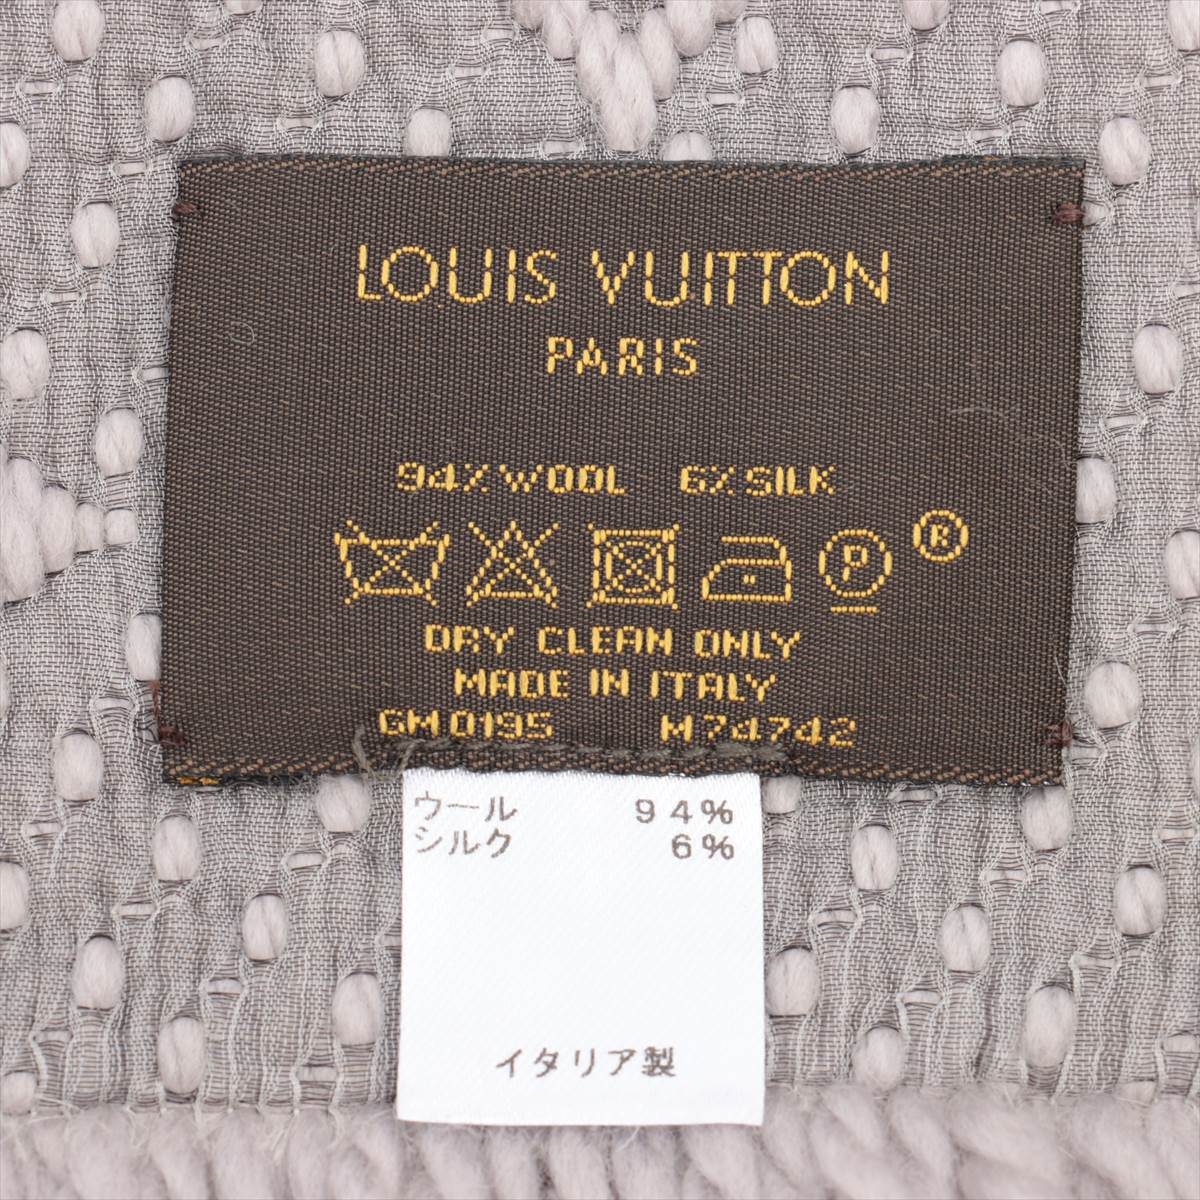 LOUIS VUITTON
PARIS
94% WOOL 6% SILK
P ®
DRY CLEAN ONLY
MADE IN ITALY
GM0195 M74742
ウール 94%
シルク 6%
イタリア製